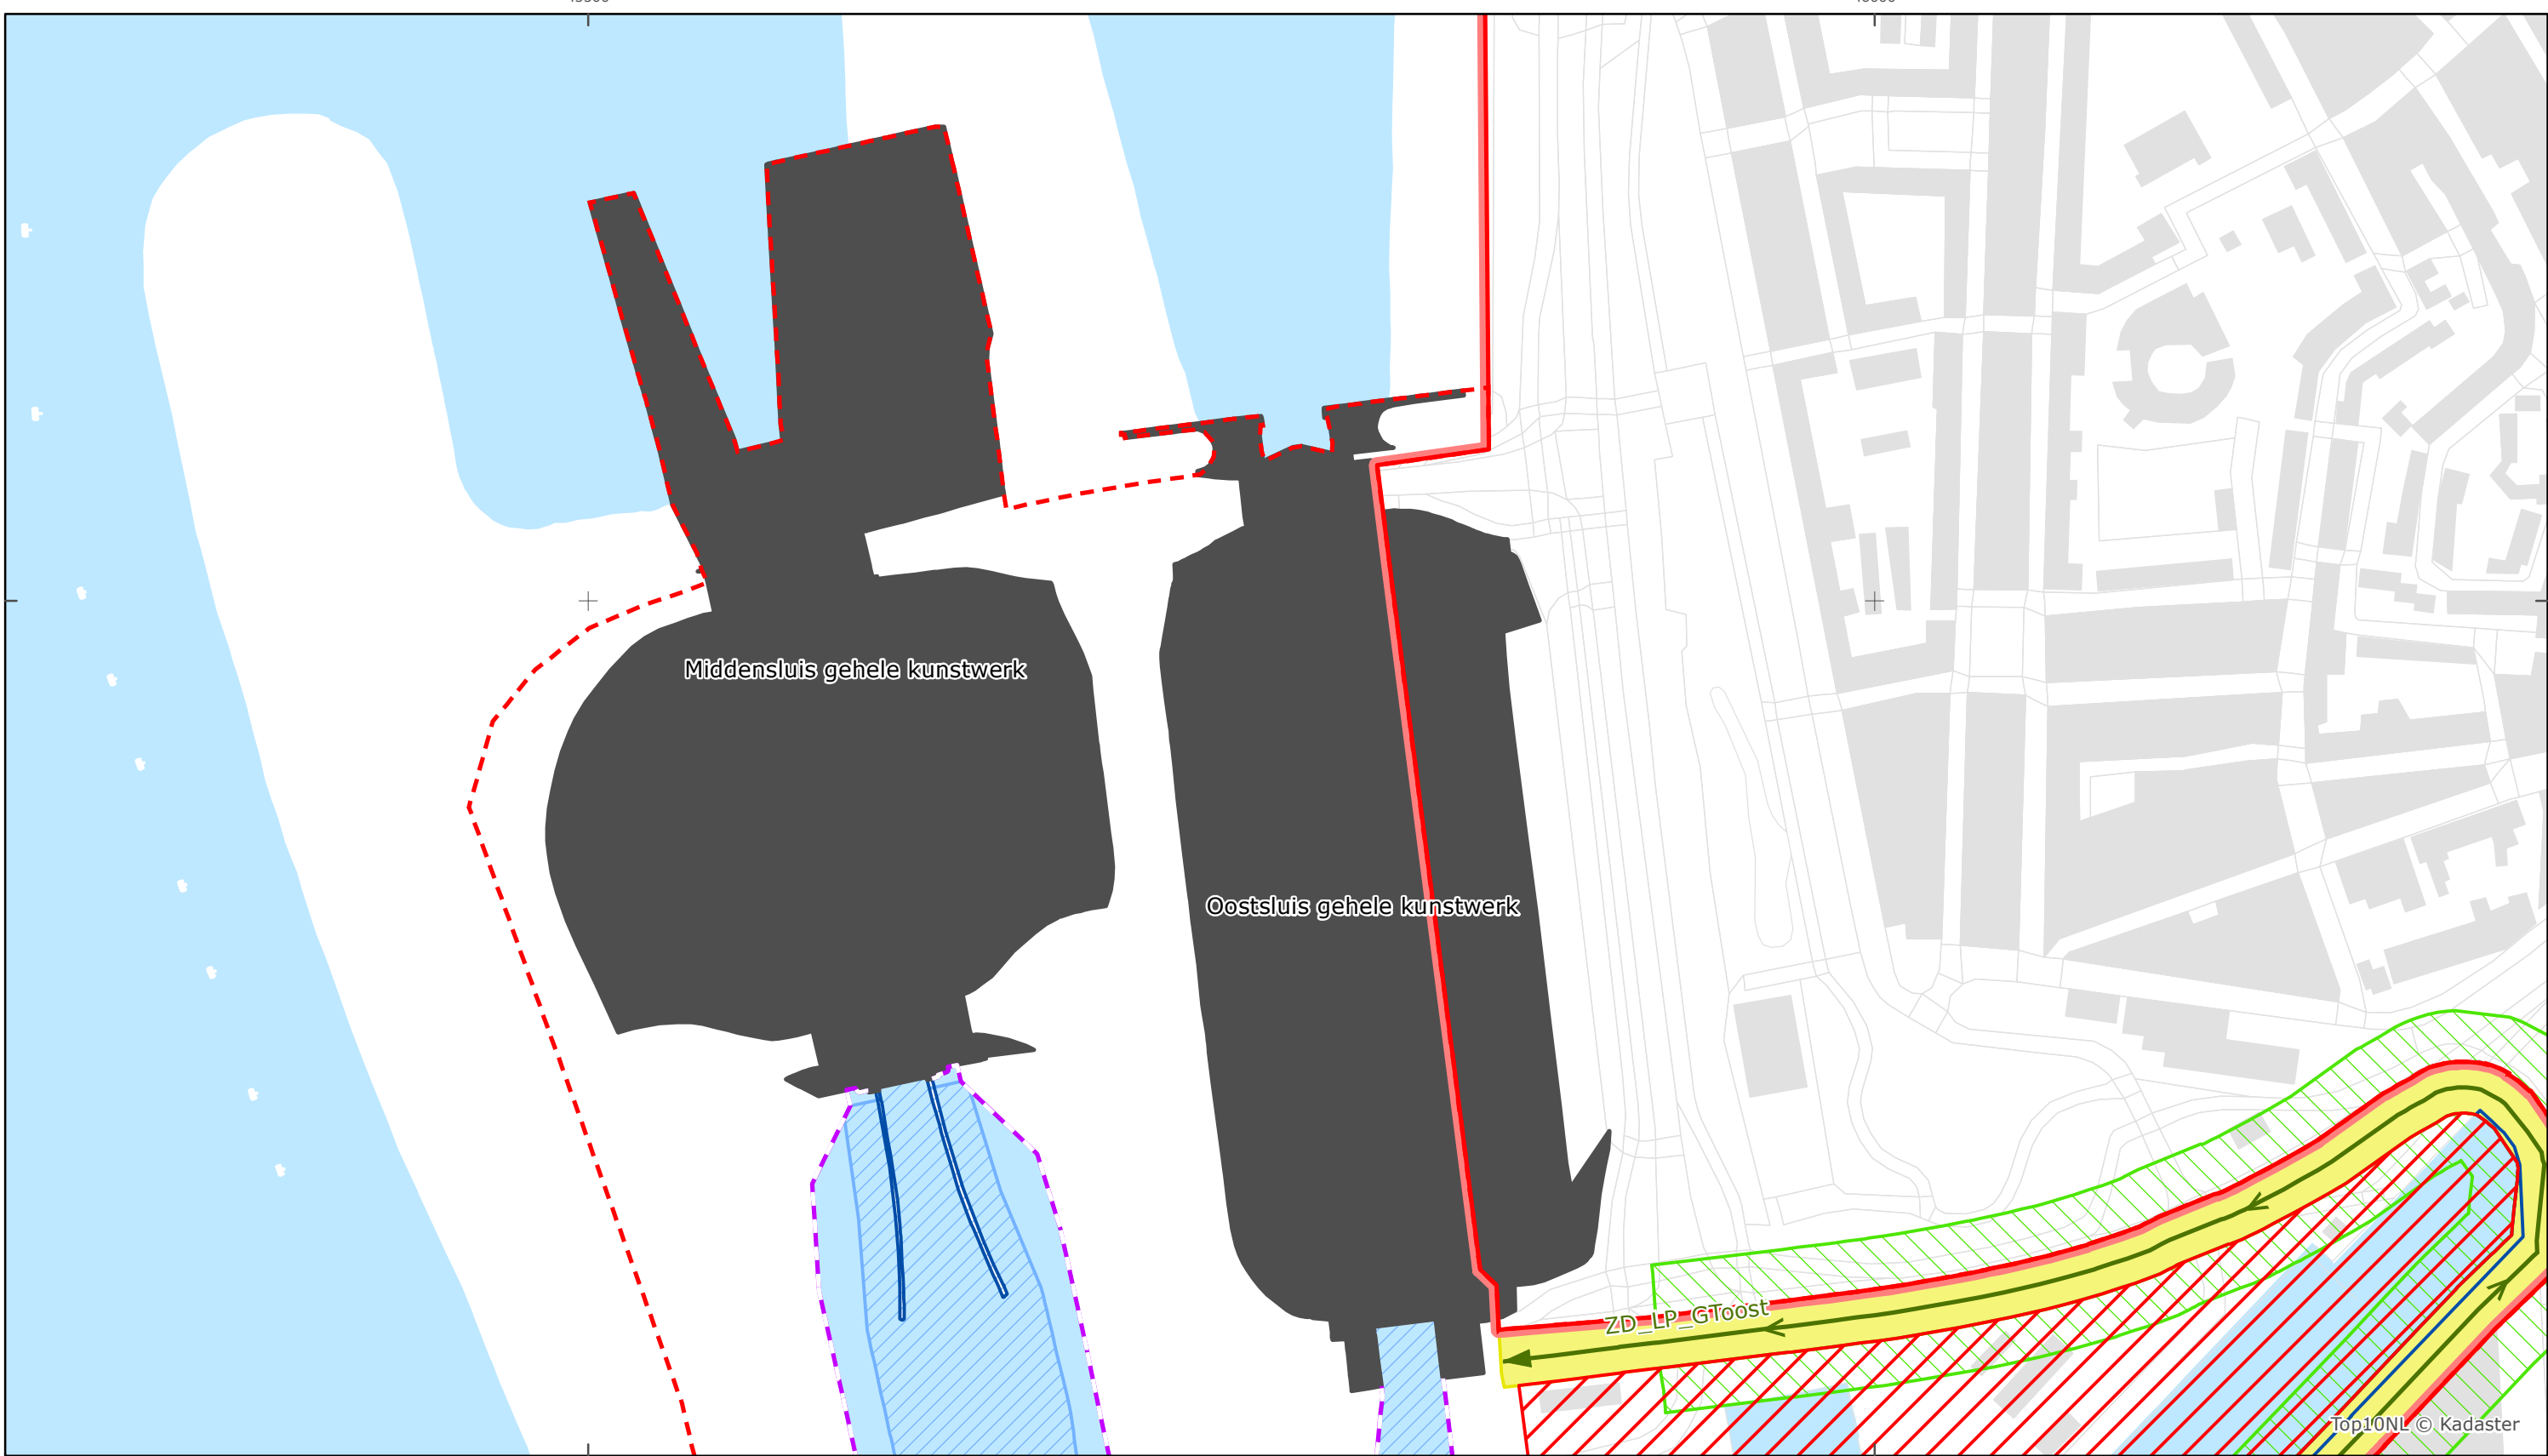 Middensluis gehele kunstwerk
Oostsluis gehele kunstwerk
ZD_LP_GToost
Top10NL © Kadaster